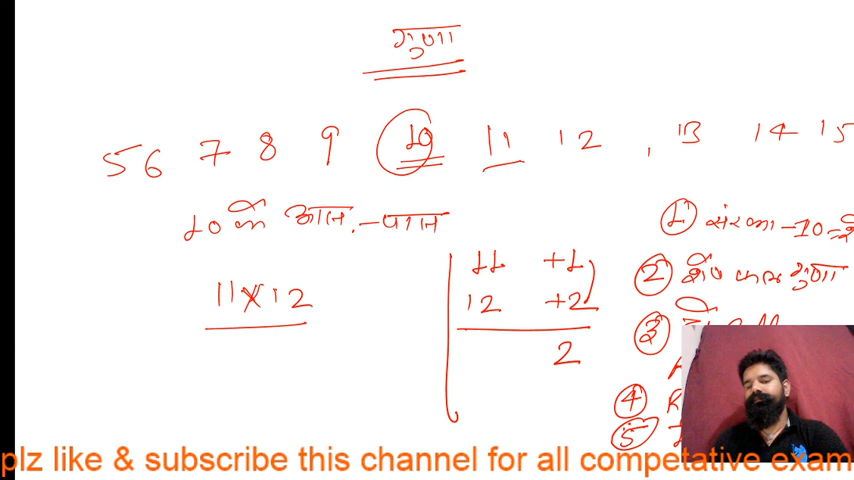 गुणा
5 6 7 8 9 10 11 12 , 13 14 15
10 के आस-पास
① संख्या - 10 =
11 +1
② शेष का गुणा
11 x 12
12 +2
③
2
④
⑤
plz like & subscribe this channel for all competative exam